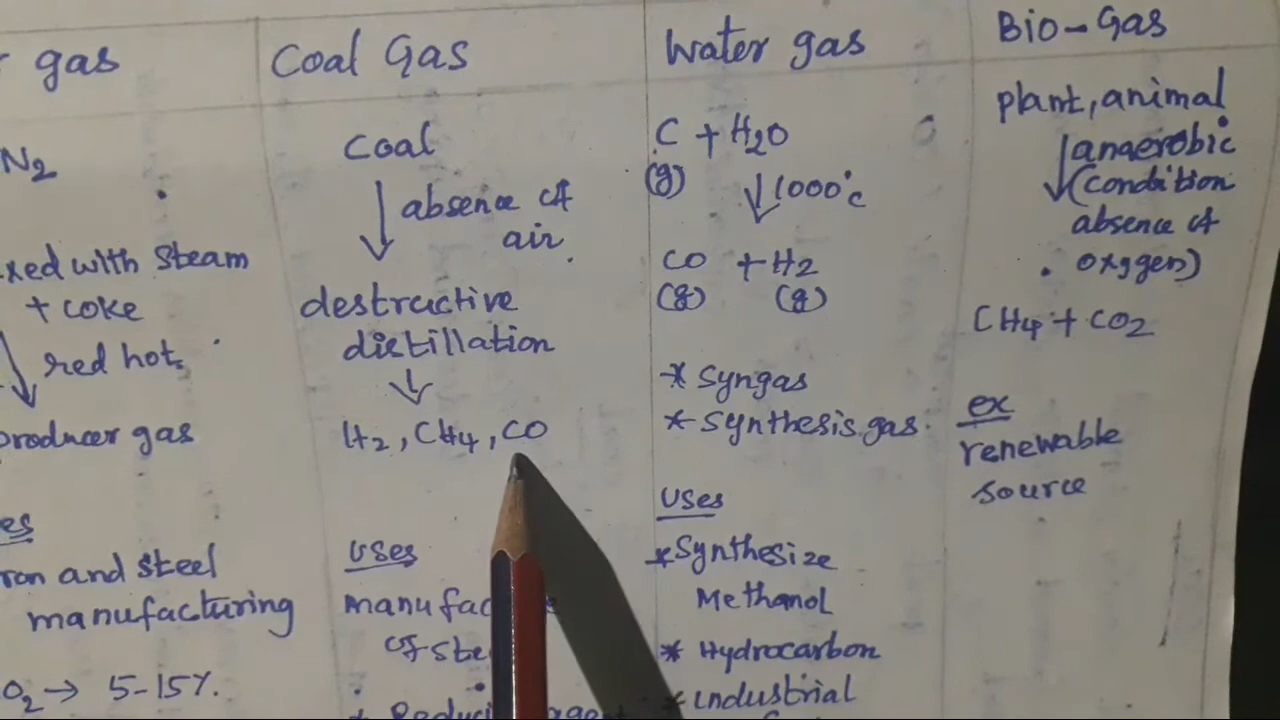 gas
N2
xed with Steam
+ coke
red hot
producer gas
es
ron and steel
manufacturing
O2 → 5-15%.
Coal Gas
Coal
↓ absence of
air.
destructive
distillation
↓
H2, CH4, CO
Uses
manufac
of ste
Water gas
C + H2O
(g) ↓ 1000°c
CO + H2
(g) (g)
* Syngas
* Synthesis gas.
Uses
* Synthesize
Methanol
* Hydrocarbon
* Industrial
Bio-Gas
plant, animal
↓ anaerobic
(condition
absence of
oxygen)
CH4 + CO2
ex
renewable
source